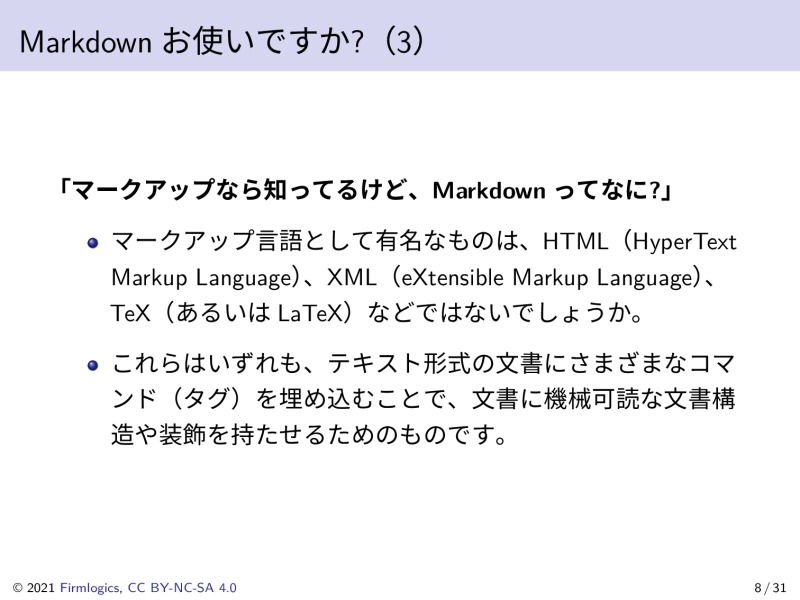 Markdown お使いですか?（3）
「マークアップなら知ってるけど、Markdown ってなに?」
マークアップ言語として有名なものは、HTML（HyperText
Markup Language）、XML（eXtensible Markup Language）、
TeX（あるいは LaTeX）などではないでしょうか。
これらはいずれも、テキスト形式の文書にさまざまなコマ
ンド（タグ）を埋め込むことで、文書に機械可読な文書構
造や装飾を持たせるためのものです。
© 2021 Firmlogics, CC BY-NC-SA 4.0
8 / 31